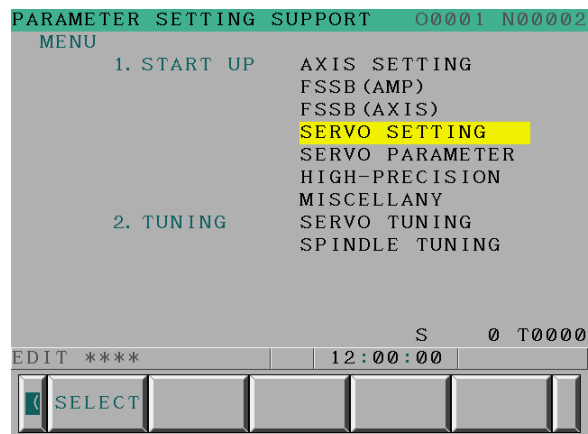 PARAMETER SETTING SUPPORT O0001 N00002
MENU
1. START UP AXIS SETTING
FSSB(AMP)
FSSB(AXIS)
SERVO SETTING
SERVO PARAMETER
HIGH-PRECISION
MISCELLANY
2. TUNING SERVO TUNING
SPINDLE TUNING
S 0 T0000
EDIT **** 12:00:00
SELECT